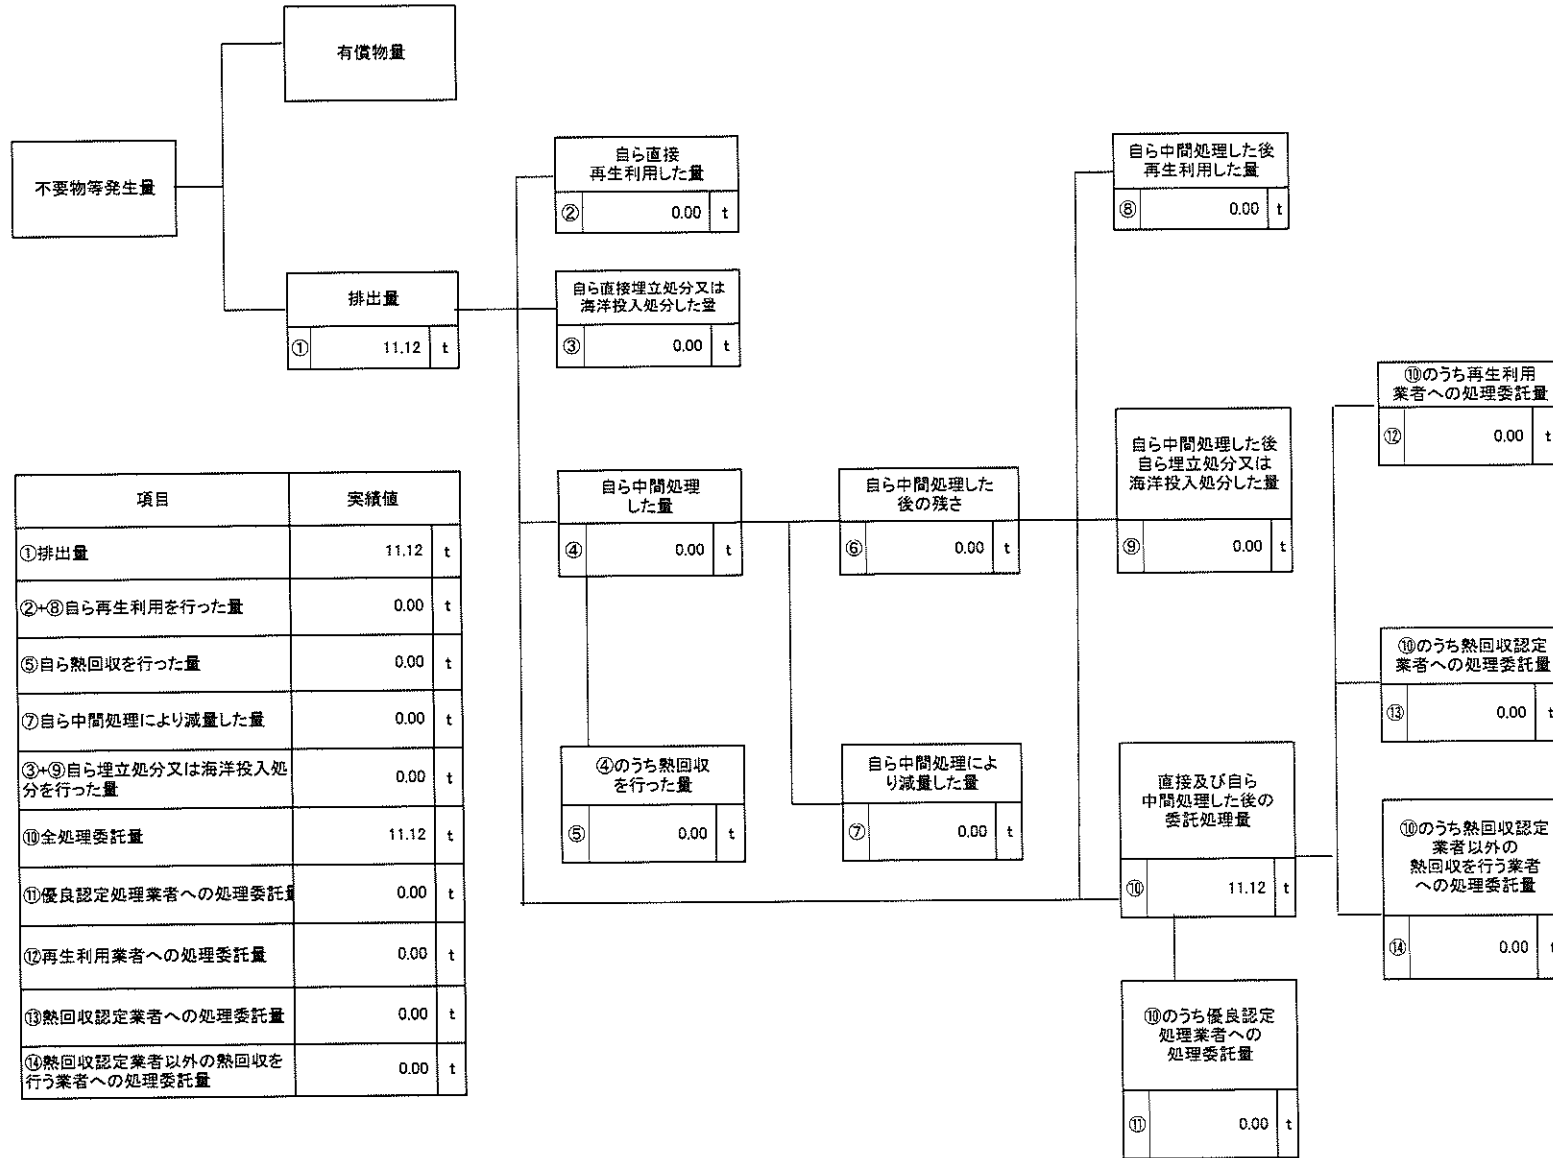 有償物量
不要物等発生量
排出量
① 11.12 t
自ら直接
再生利用した量
② 0.00 t
自ら直接埋立処分又は
海洋投入処分した量
③ 0.00 t
自ら中間処理
した量
④ 0.00 t
④のうち熱回収
を行った量
⑤ 0.00 t
自ら中間処理した
後の残さ
⑥ 0.00 t
自ら中間処理によ
り減量した量
⑦ 0.00 t
自ら中間処理した後
再生利用した量
⑧ 0.00 t
自ら中間処理した後
自ら埋立処分又は
海洋投入処分した量
⑨ 0.00 t
直接及び自ら
中間処理した後の
委託処理量
⑩ 11.12 t
⑩のうち優良認定
処理業者への
処理委託量
⑪ 0.00 t
⑩のうち再生利用
業者への処理委託量
⑫ 0.00 t
⑩のうち熱回収認定
業者への処理委託量
⑬ 0.00 t
⑩のうち熱回収認定
業者以外の
熱回収を行う業者
への処理委託量
⑭ 0.00 t
項目 実績値
①排出量 11.12 t
②+⑧自ら再生利用を行った量 0.00 t
⑤自ら熱回収を行った量 0.00 t
⑦自ら中間処理により減量した量 0.00 t
③+⑨自ら埋立処分又は海洋投入処
分を行った量 0.00 t
⑩全処理委託量 11.12 t
⑪優良認定処理業者への処理委託量 0.00 t
⑫再生利用業者への処理委託量 0.00 t
⑬熱回収認定業者への処理委託量 0.00 t
⑭熱回収認定業者以外の熱回収を
行う業者への処理委託量 0.00 t